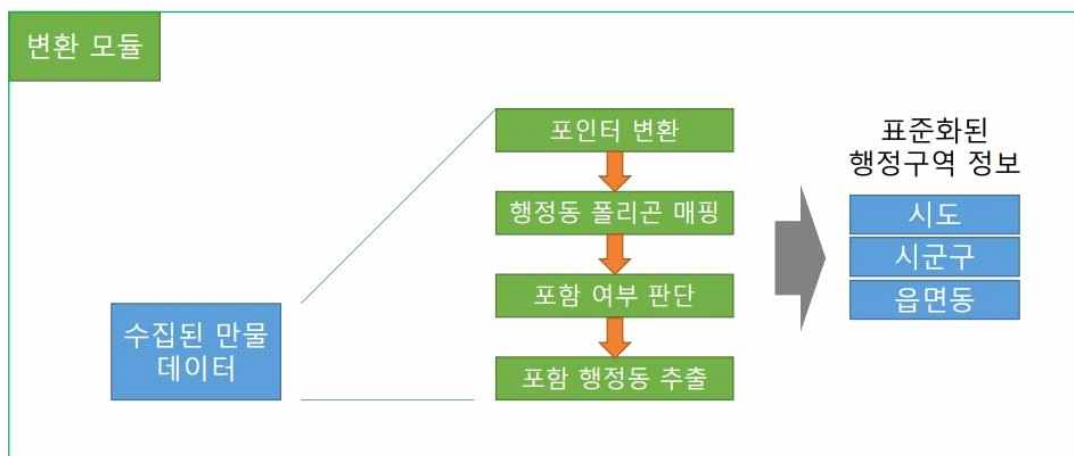 변환 모듈
포인터 변환
행정동 폴리곤 매핑
포함 여부 판단
포함 행정동 추출
수집된 만물
데이터
표준화된
행정구역 정보
시도
시군구
읍면동